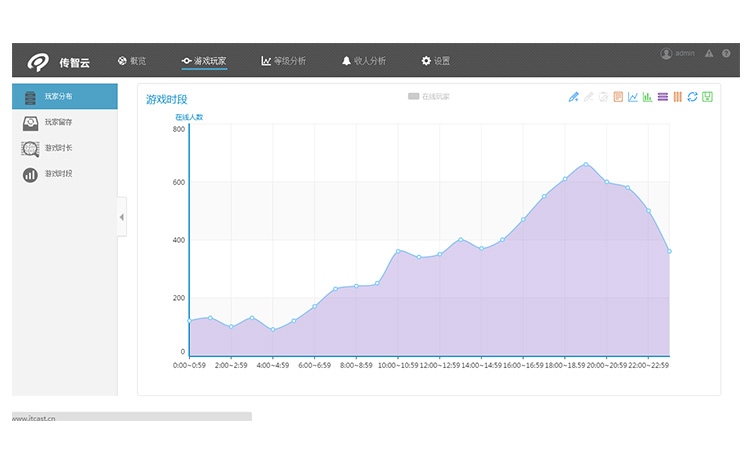 传智云
概览
游戏玩家
等级分析
收人分析
设置
admin
玩家分布
玩家留存
游戏时长
游戏时段
游戏时段
在线玩家
在线人数
800
600
400
200
0
0:00~0:59 2:00~2:59 4:00~4:59 6:00~6:59 8:00~8:59 10:00~10:59 12:00~12:59 14:00~14:59 16:00~16:59 18:00~18:59 20:00~20:59 22:00~22:59
www.itcast.cn